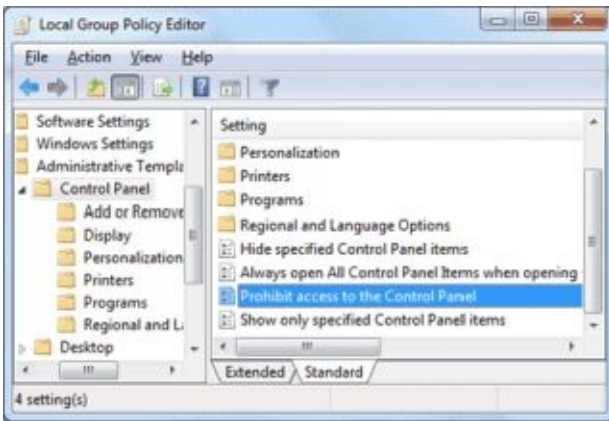 Local Group Policy Editor
File Action View Help
Software Settings
Windows Settings
Administrative Templa
Control Panel
Add or Remove
Display
Personalization
Printers
Programs
Regional and La
Desktop
Setting
Personalization
Printers
Programs
Regional and Language Options
Hide specified Control Panel items
Always open All Control Panel Items when opening
Prohibit access to the Control Panel
Show only specified Control Panel items
Extended Standard
4 setting(s)